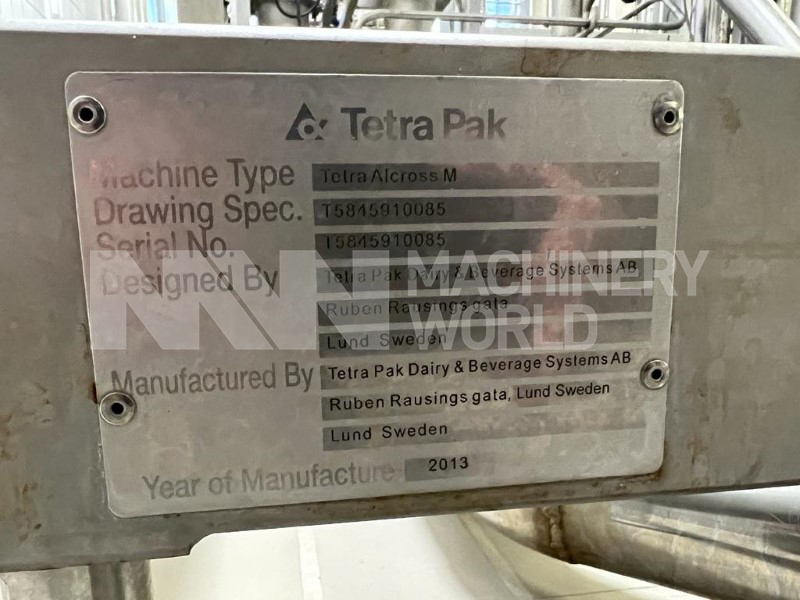 Tetra Pak
Machine Type Tetra Alcross M
Drawing Spec. T5845910085
Serial No. T5845910085
Designed By Tetra Pak Dairy & Beverage Systems AB
Ruben Rausings gata
Lund Sweden
MACHINERY
WORLD
Manufactured By Tetra Pak Dairy & Beverage Systems AB
Ruben Rausings gata, Lund Sweden
Lund Sweden
Year of Manufacture 2013